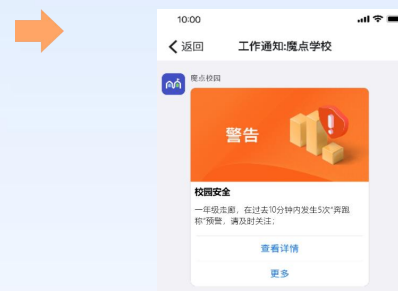 10:00
返回 工作通知:魔点学校
魔点校园
警告
校园安全
一年级走廊，在过去10分钟内发生5次“奔跑
称”预警，请及时关注；
查看详情
更多